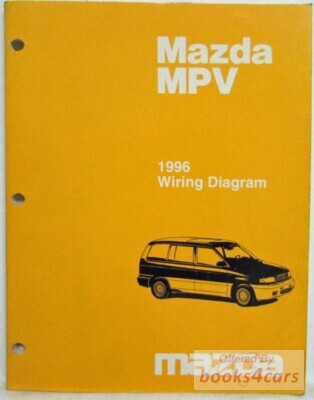 Mazda
MPV
1996
Wiring Diagram
mazda
Offered By
books4cars